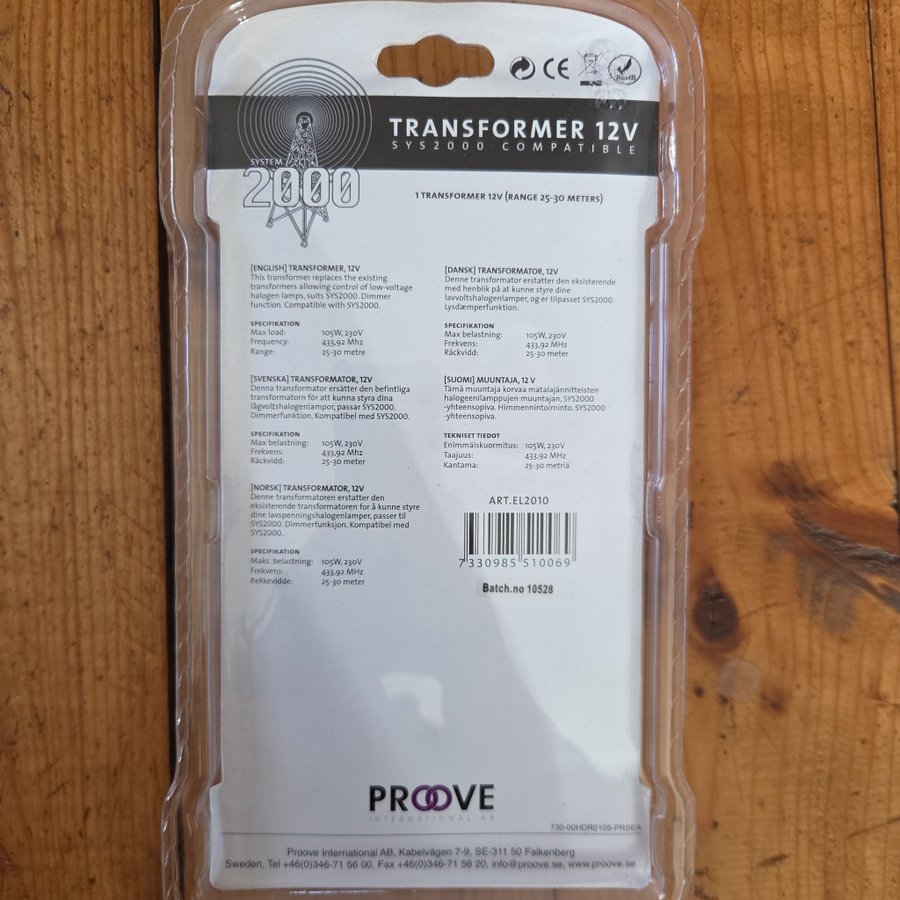 CE
RoHS
TRANSFORMER 12V
SYS2000 COMPATIBLE
SYSTEM
2000
1 TRANSFORMER 12V (RANGE 25-30 METERS)
[ENGLISH] TRANSFORMER, 12V
This transformer replaces the existing
transformers allowing control of low-voltage
halogen lamps, suits SYS2000. Dimmer
function. Compatible with SYS2000.
SPECIFIKATION
Max load: 105W, 230V
Frequency: 433,92 Mhz
Range: 25-30 metre
[SVENSKA] TRANSFORMATOR, 12V
Denna transformator ersätter den befintliga
transformatorn för att kunna styra dina
lågvoltshalogenlampor, passar SYS2000.
Dimmerfunktion. Kompatibel med SYS2000.
SPECIFIKATION
Max belastning: 105W, 230V
Frekvens: 433,92 Mhz
Räckvidd: 25-30 meter
[NORSK] TRANSFORMATOR, 12V
Denne transformatoren erstatter den
eksisterende transformatoren for å kunne styre
dine lavspenningshalogenlamper, passer til
SYS2000. Dimmerfunksjon. Kompatibel med
SYS2000.
SPECIFIKATION
Maks. belastning: 105W, 230V
Frekvens: 433,92 Mhz
Rekkevidde: 25-30 meter
[DANSK] TRANSFORMATOR, 12V
Denne transformator erstatter den eksisterende
med henblik på at kunne styre dine
lavvoltshalogenlamper, og er tilpasset SYS2000.
Lysdæmperfunktion.
SPECIFIKATION
Max belastning: 105W, 230V
Frekvens: 433,92 Mhz
Räckvidd: 25-30 meter
[SUOMI] MUUNTAJA, 12 V
Tämä muuntaja korvaa matalajännitteisten
halogeenilamppujen muuntajan, SYS2000
-yhteensopiva. Himmennintoiminto. SYS2000
-yhteensopiva.
TEKNISET TIEDOT
Enimmäiskuormitus: 105W, 230V
Taajuus: 433,92 MHz
Kantama: 25-30 metriä
ART.EL2010
7 330985 510069
Batch.no 10528
PROOVE
INTERNATIONAL AB
730-00HDR0105-PRSEA
Proove International AB, Kabelvägen 7-9, SE-311 50 Falkenberg
Sweden, Tel +46(0)346-71 56 00, Fax +46(0)346-71 56 20, info@proove.se, www.proove.se